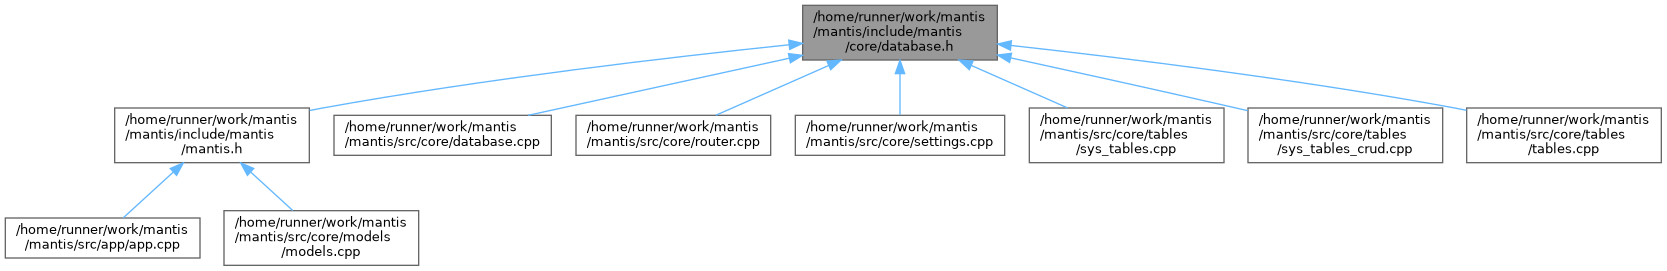 /home/runner/work/mantis
/mantis/include/mantis
/core/database.h
/home/runner/work/mantis
/mantis/include/mantis
/mantis.h
/home/runner/work/mantis
/mantis/src/core/database.cpp
/home/runner/work/mantis
/mantis/src/core/router.cpp
/home/runner/work/mantis
/mantis/src/core/settings.cpp
/home/runner/work/mantis
/mantis/src/core/tables
/sys_tables.cpp
/home/runner/work/mantis
/mantis/src/core/tables
/sys_tables_crud.cpp
/home/runner/work/mantis
/mantis/src/core/tables
/tables.cpp
/home/runner/work/mantis
/mantis/src/app/app.cpp
/home/runner/work/mantis
/mantis/src/core/models
/models.cpp